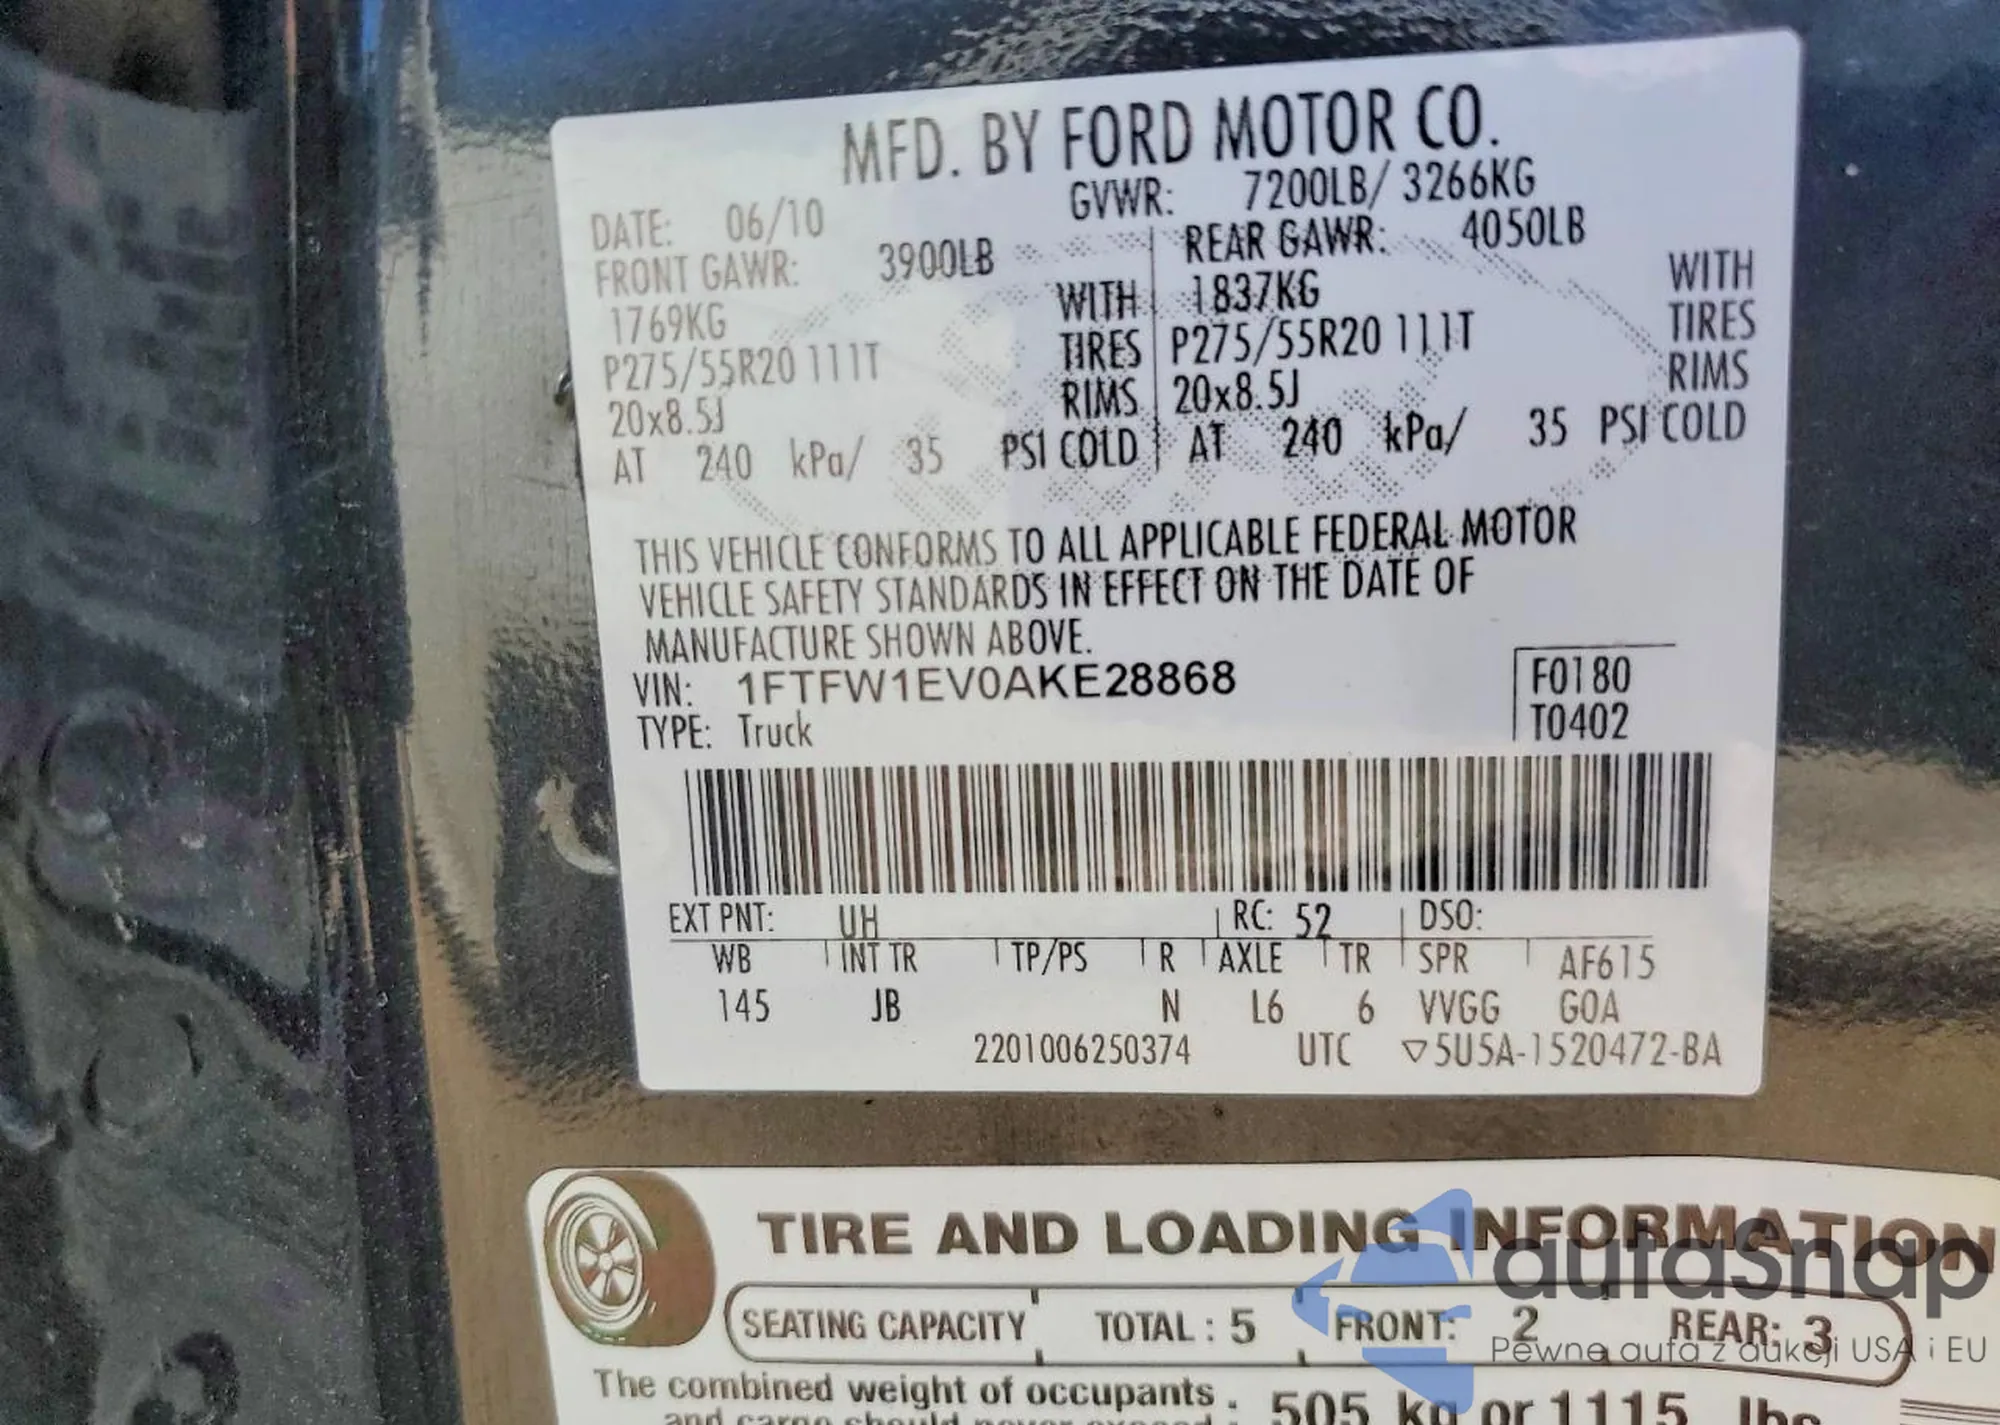 MFD. BY FORD MOTOR CO.
DATE: 06/10 GVWR: 7200LB/ 3266KG
FRONT GAWR: 3900LB REAR GAWR: 4050LB
1769KG WITH 1837KG WITH
P275/55R20 111T TIRES P275/55R20 111T TIRES
20x8.5J RIMS 20x8.5J RIMS
AT 240 kPa/ 35 PSI COLD AT 240 kPa/ 35 PSI COLD
THIS VEHICLE CONFORMS TO ALL APPLICABLE FEDERAL MOTOR
VEHICLE SAFETY STANDARDS IN EFFECT ON THE DATE OF
MANUFACTURE SHOWN ABOVE.
VIN: 1FTFW1EV0AKE28868 F0180
TYPE: Truck T0402
EXT PNT: UH RC: 52 DSO:
WB INT TR TP/PS R AXLE TR SPR AF615
145 JB N L6 6 VVGG GOA
2201006250374 UTC ▽5U5A-1520472-BA
TIRE AND LOADING INFORMATION
SEATING CAPACITY TOTAL : 5 FRONT: 2 REAR: 3
The combined weight of occupants : 505 kg or 1115 lbs
and cargo should never exceed
autaSnap
Pewne auta z aukcji USA i EU